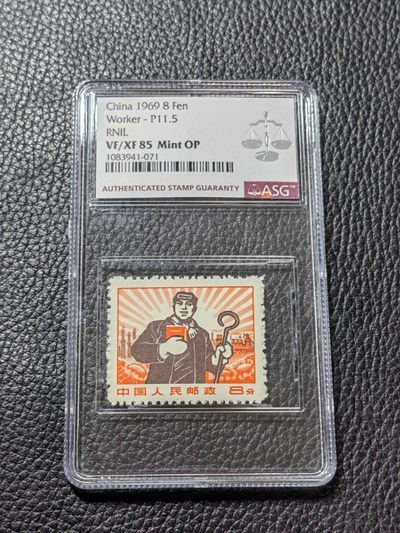 China 1969 8 Fen
Worker - P11.5
RNIL
VF/XF 85 Mint OP
1083941-071
AUTHENTICATED STAMP GUARANTY ASG™
中国人民邮政 8分